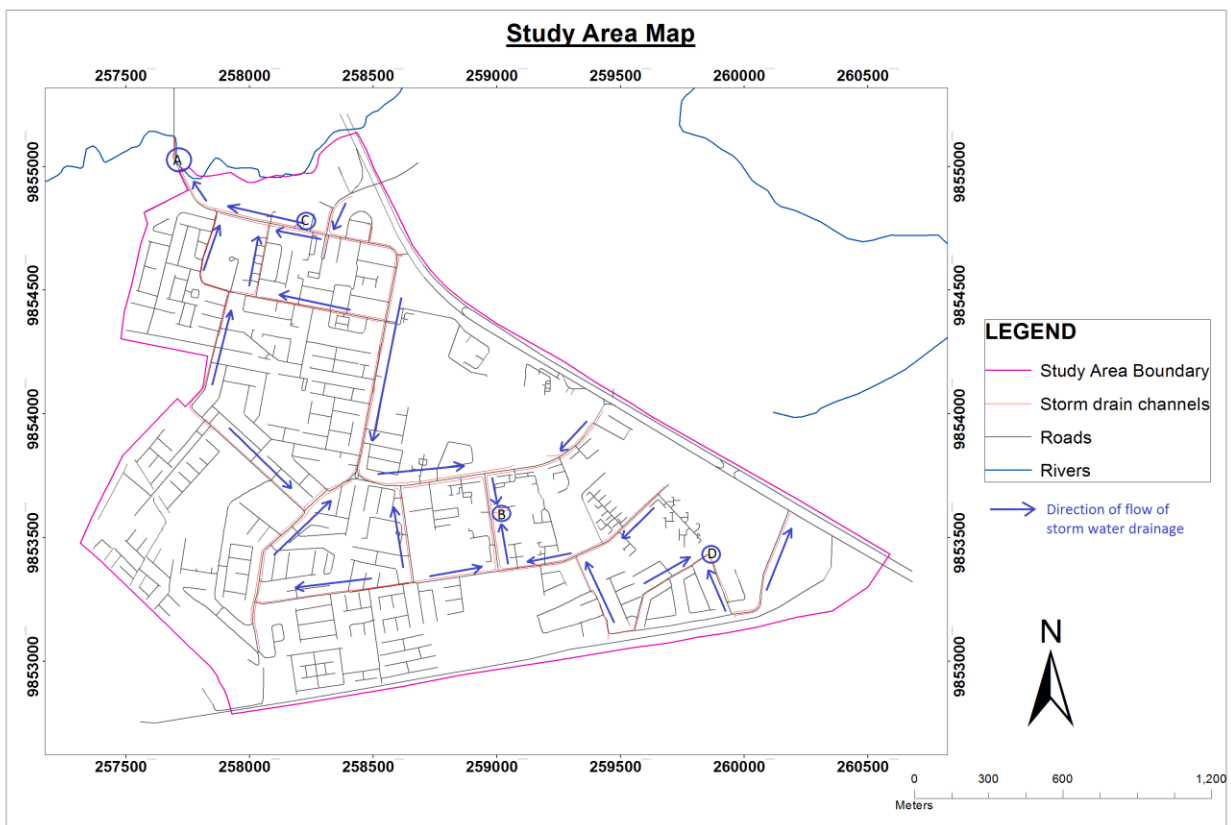 Study Area Map
257500 258000 258500 259000 259500 260000 260500
9855000
9854500
9854000
9853500
9853000
9855000
9854500
9854000
9853500
9853000
A
C
B
D
257500 258000 258500 259000 259500 260000 260500
LEGEND
Study Area Boundary
Storm drain channels
Roads
Rivers
Direction of flow of
storm water drainage
N
0 300 600 1,200
Meters